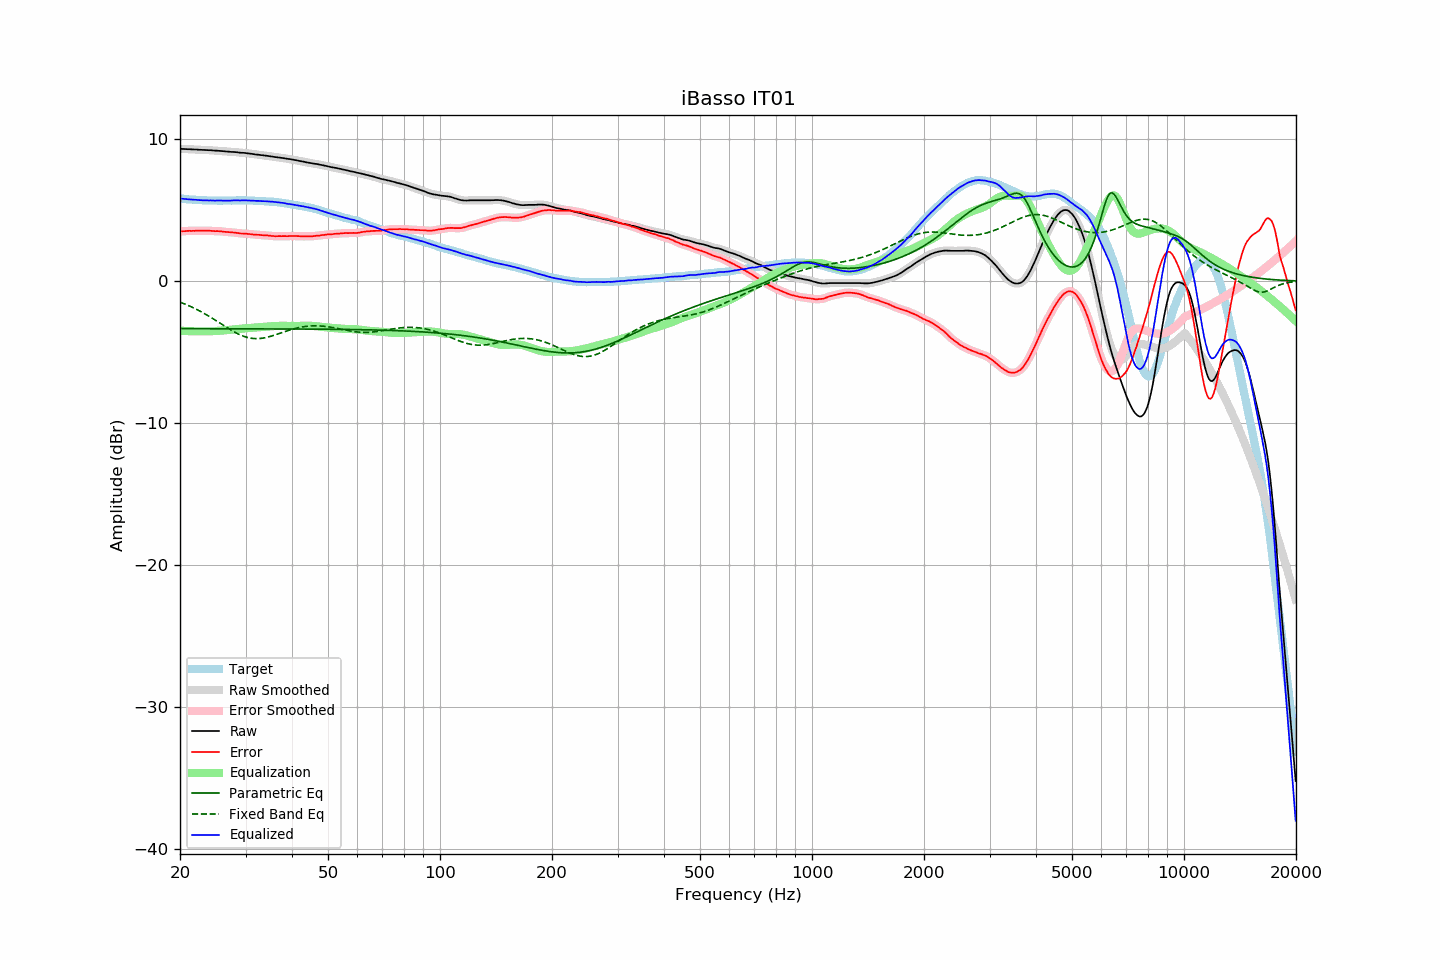 iBasso IT01
Amplitude (dBr)
10
0
−10
−20
−30
−40
Target
Raw Smoothed
Error Smoothed
Raw
Error
Equalization
Parametric Eq
Fixed Band Eq
Equalized
20 50 100 200 500 1000 2000 5000 10000 20000
Frequency (Hz)